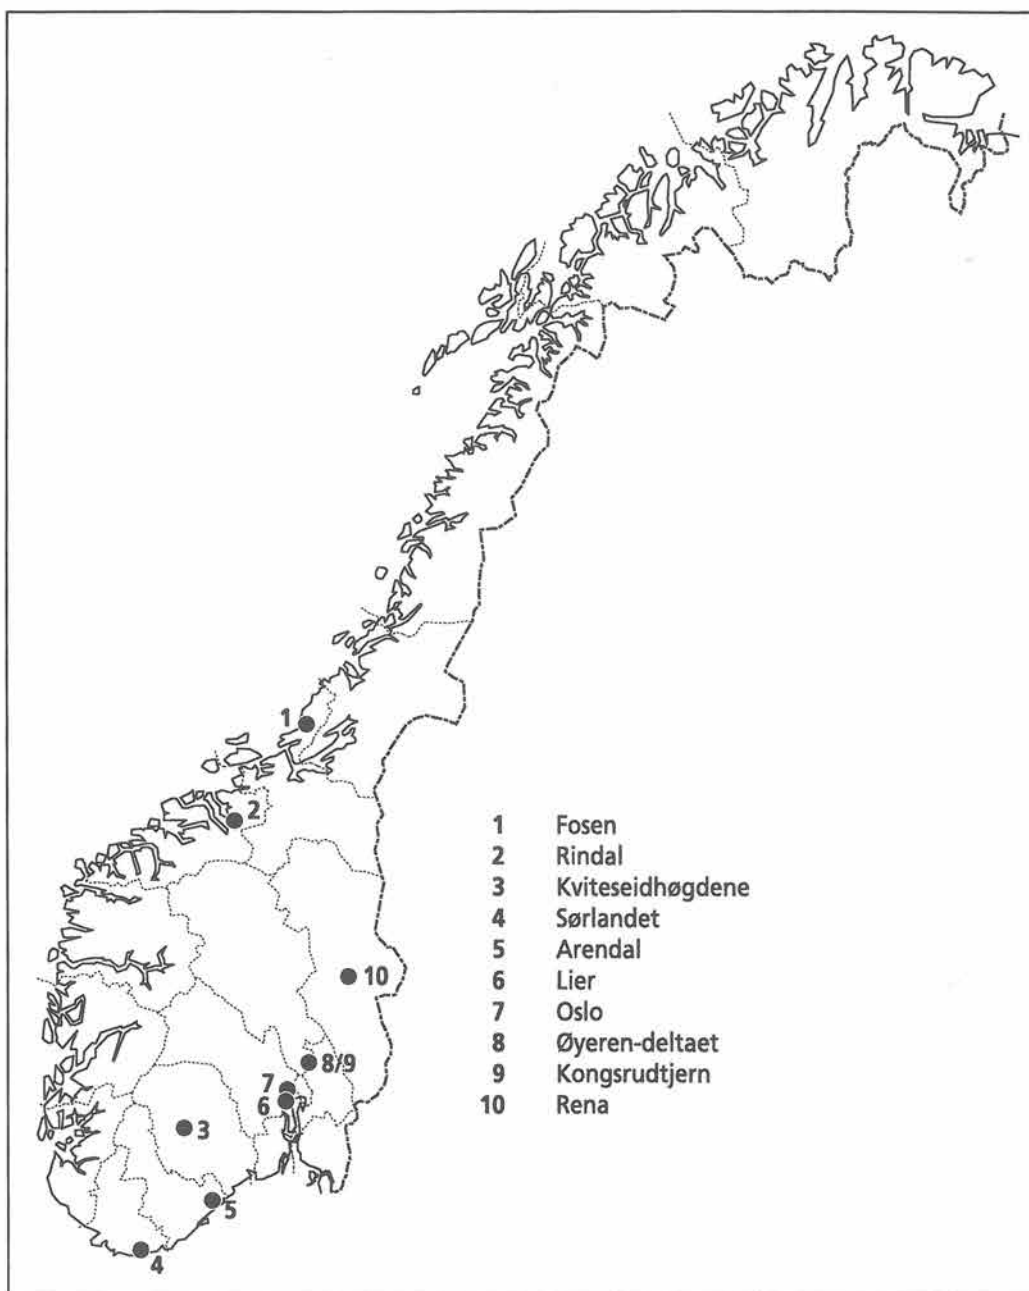 1
2
10
8/9
7
6
3
5
4
1 Fosen
2 Rindal
3 Kviteseidhøgdene
4 Sørlandet
5 Arendal
6 Lier
7 Oslo
8 Øyeren-deltaet
9 Kongsrudtjern
10 Rena